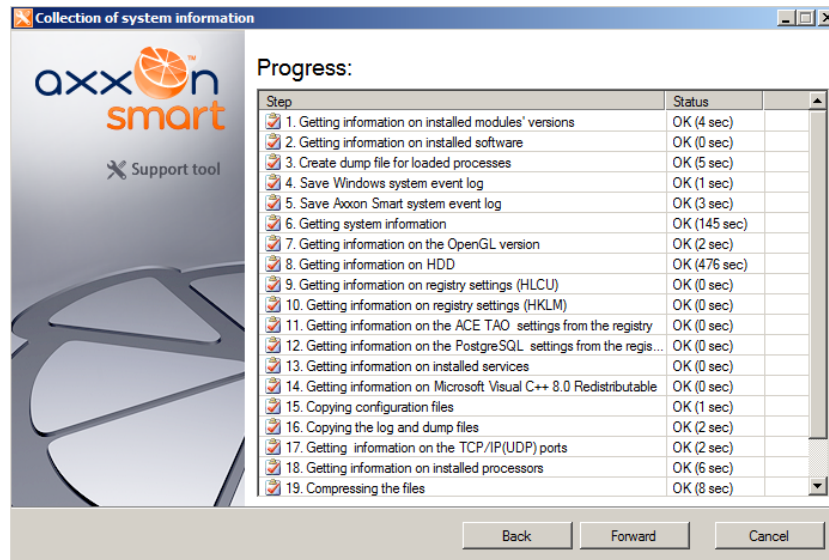 Collection of system information
axxon
TM
smart
Support tool
Progress:
Step Status
1. Getting information on installed modules' versions OK (4 sec)
2. Getting information on installed software OK (0 sec)
3. Create dump file for loaded processes OK (5 sec)
4. Save Windows system event log OK (1 sec)
5. Save Axxon Smart system event log OK (3 sec)
6. Getting system information OK (145 sec)
7. Getting information on the OpenGL version OK (2 sec)
8. Getting information on HDD OK (476 sec)
9. Getting information on registry settings (HLCU) OK (0 sec)
10. Getting information on registry settings (HKLM) OK (0 sec)
11. Getting information on the ACE TAO settings from the registry OK (0 sec)
12. Getting information on the PostgreSQL settings from the regis... OK (0 sec)
13. Getting information on installed services OK (0 sec)
14. Getting information on Microsoft Visual C++ 8.0 Redistributable OK (0 sec)
15. Copying configuration files OK (1 sec)
16. Copying the log and dump files OK (2 sec)
17. Getting information on the TCP/IP(UDP) ports OK (2 sec)
18. Getting information on installed processors OK (6 sec)
19. Compressing the files OK (8 sec)
Back Forward Cancel